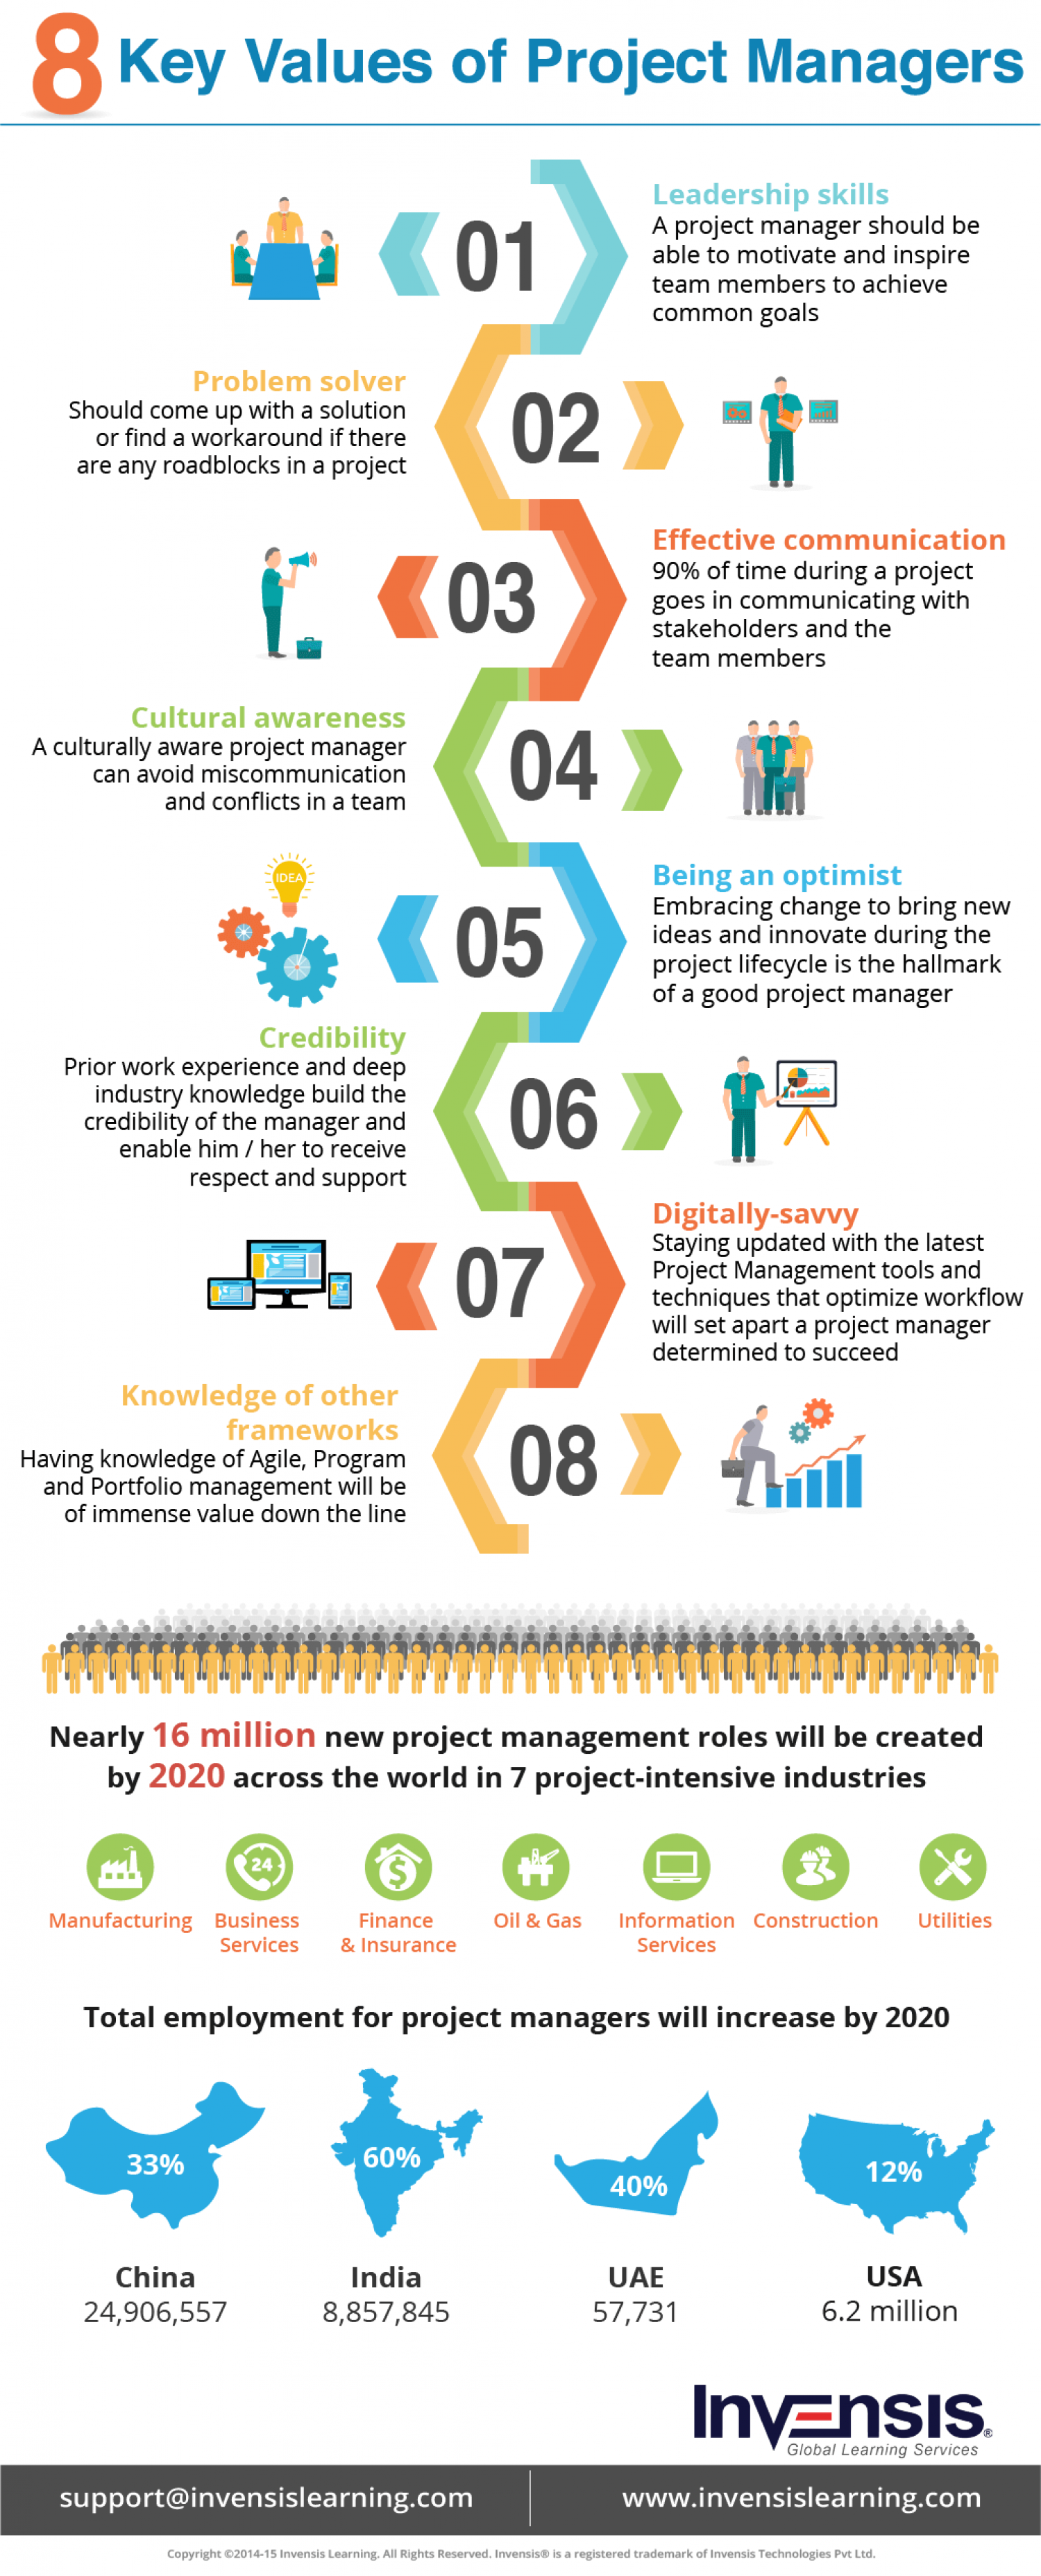 8 Key Values of Project Managers
01
Leadership skills
A project manager should be
able to motivate and inspire
team members to achieve
common goals
Problem solver
Should come up with a solution
or find a workaround if there
are any roadblocks in a project
02
03
Effective communication
90% of time during a project
goes in communicating with
stakeholders and the
team members
Cultural awareness
A culturally aware project manager
can avoid miscommunication
and conflicts in a team
04
IDEA
05
Being an optimist
Embracing change to bring new
ideas and innovate during the
project lifecycle is the hallmark
of a good project manager
Credibility
Prior work experience and deep
industry knowledge build the
credibility of the manager and
enable him / her to receive
respect and support
06
07
Digitally-savvy
Staying updated with the latest
Project Management tools and
techniques that optimize workflow
will set apart a project manager
determined to succeed
Knowledge of other
frameworks
Having knowledge of Agile, Program
and Portfolio management will be
of immense value down the line
08
Nearly 16 million new project management roles will be created
by 2020 across the world in 7 project-intensive industries
24
$
Manufacturing
Business
Services
Finance
& Insurance
Oil & Gas
Information
Services
Construction
Utilities
Total employment for project managers will increase by 2020
33%
60%
40%
12%
China
24,906,557
India
8,857,845
UAE
57,731
USA
6.2 million
Invensis®
Global Learning Services
support@invensislearning.com
www.invensislearning.com
Copyright ©2014-15 Invensis Learning. All Rights Reserved. Invensis® is a registered trademark of Invensis Technologies Pvt Ltd.